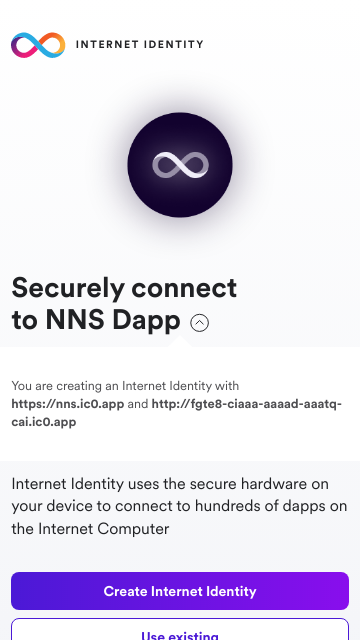 INTERNET IDENTITY
Securely connect
to NNS Dapp
You are creating an Internet Identity with
https://nns.ic0.app and http://fgte8-ciaaa-aaaad-aaatq-
cai.ic0.app
Internet Identity uses the secure hardware on
your device to connect to hundreds of dapps on
the Internet Computer
Create Internet Identity
Use existing